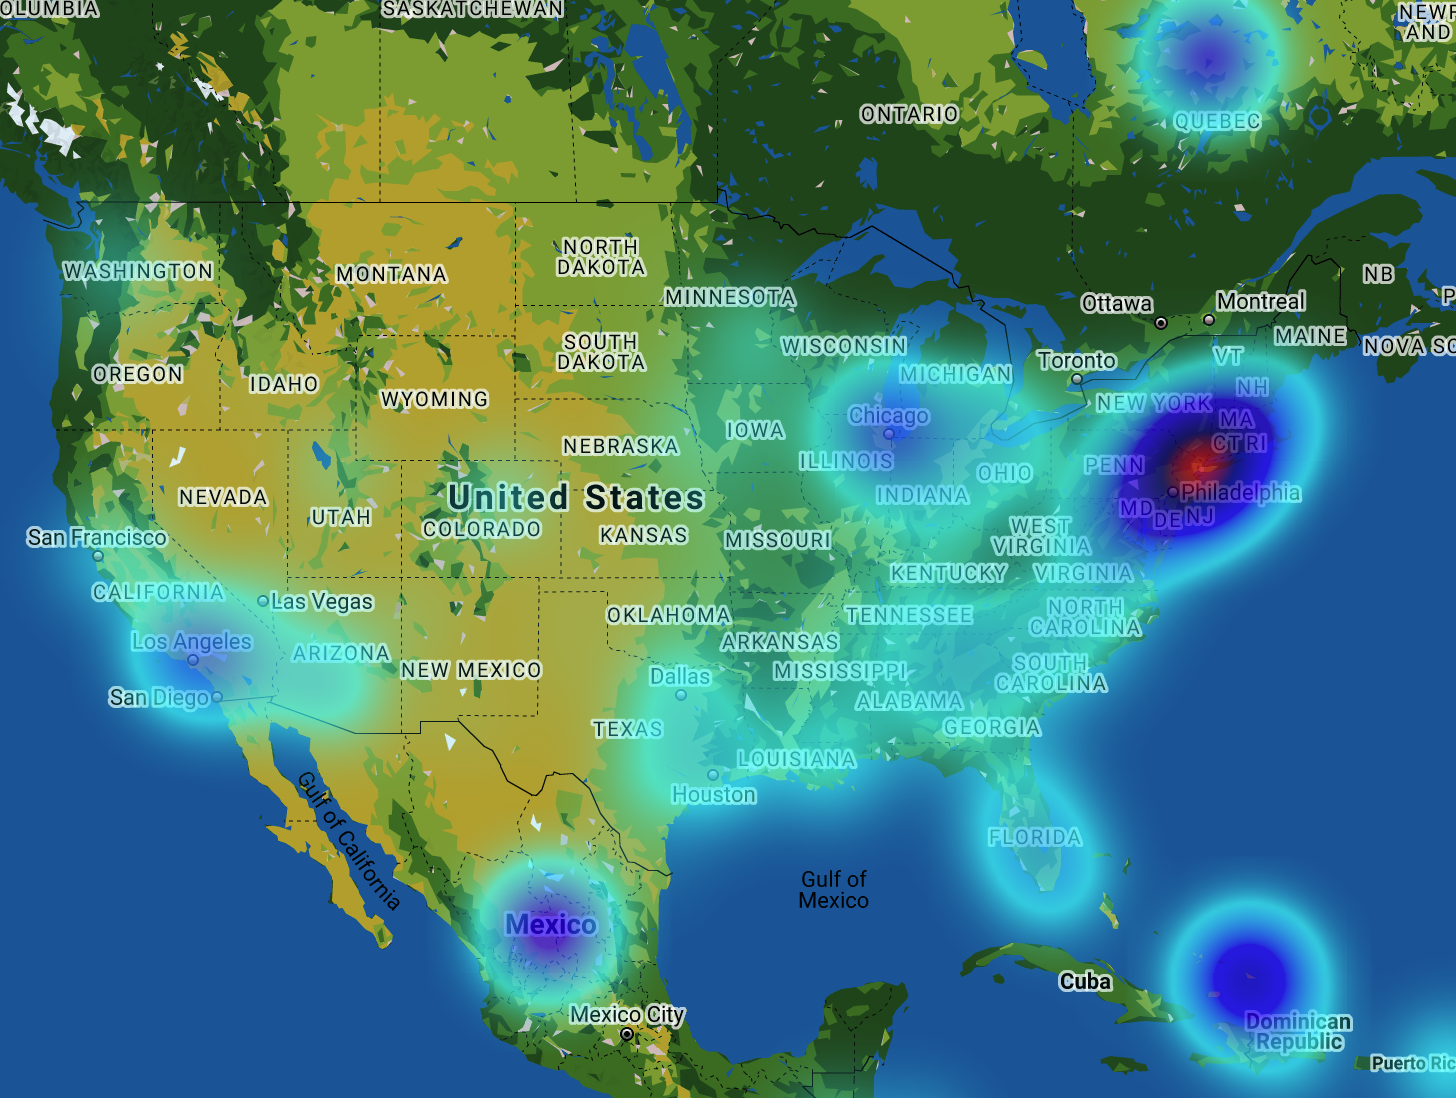 OLUMBIA
SASKATCHEWAN
NEWF
AND
ONTARIO
QUEBEC
WASHINGTON
MONTANA
NORTH
DAKOTA
MINNESOTA
Ottawa
Montreal
NB
P
MAINE
NOVA SC
OREGON
IDAHO
WYOMING
SOUTH
DAKOTA
WISCONSIN
MICHIGAN
Toronto
VT
NH
NEW YORK
MA
CT RI
Chicago
IOWA
NEBRASKA
ILLINOIS
INDIANA
OHIO
PENN
Philadelphia
MD
DE NJ
NEVADA
UTAH
United States
COLORADO
KANSAS
MISSOURI
WEST
VIRGINIA
San Francisco
KENTUCKY
VIRGINIA
CALIFORNIA
Las Vegas
OKLAHOMA
TENNESSEE
NORTH
CAROLINA
Los Angeles
ARIZONA
NEW MEXICO
ARKANSAS
MISSISSIPPI
SOUTH
CAROLINA
San Diego
Dallas
ALABAMA
TEXAS
GEORGIA
LOUISIANA
Houston
Gulf of California
FLORIDA
Gulf of
Mexico
Mexico
Cuba
Mexico City
Dominican
Republic
Puerto Ric